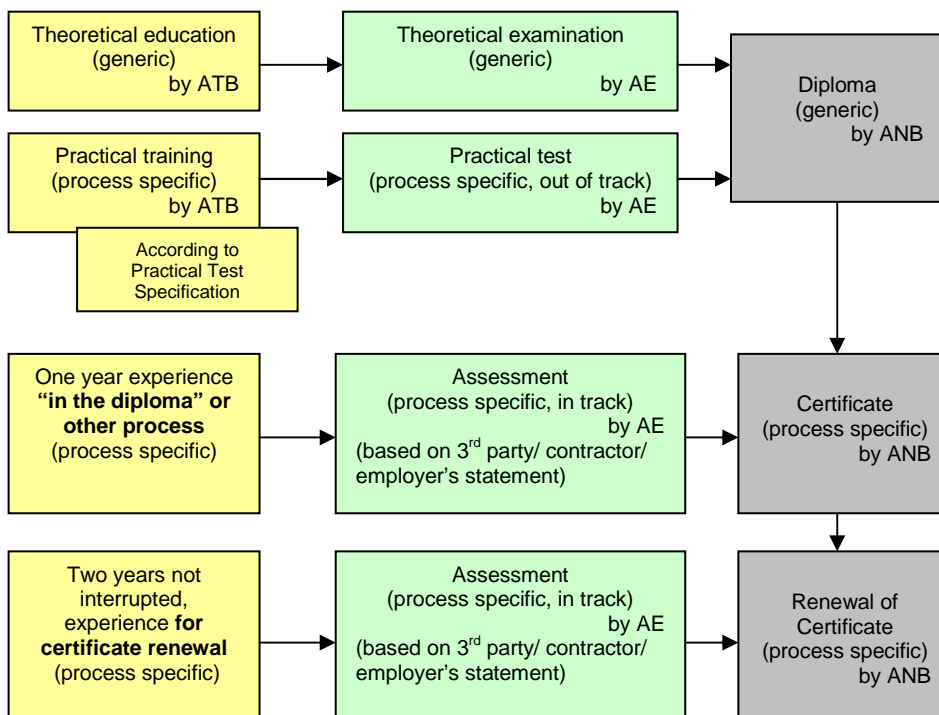 Theoretical education
(generic)
by ATB
Theoretical examination
(generic)
by AE
Diploma
(generic)
by ANB
Practical training
(process specific)
by ATB
Practical test
(process specific, out of track)
by AE
According to
Practical Test
Specification
One year experience
“in the diploma” or
other process
(process specific)
Assessment
(process specific, in track)
by AE
(based on 3rd party/ contractor/
employer’s statement)
Certificate
(process specific)
by ANB
Two years not
interrupted,
experience for
certificate renewal
(process specific)
Assessment
(process specific, in track)
by AE
(based on 3rd party/ contractor/
employer’s statement)
Renewal of
Certificate
(process specific)
by ANB